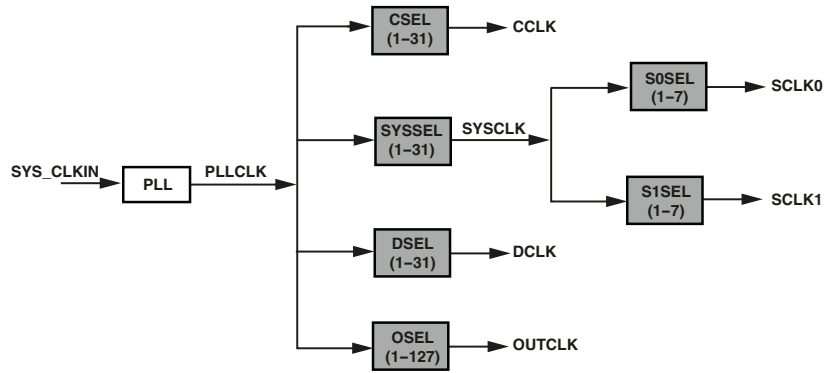 CSEL
(1–31)
CCLK
S0SEL
(1–7)
SCLK0
SYSSEL
(1–31)
SYSCLK
SYS_CLKIN
PLL
PLLCLK
S1SEL
(1–7)
SCLK1
DSEL
(1–31)
DCLK
OSEL
(1–127)
OUTCLK